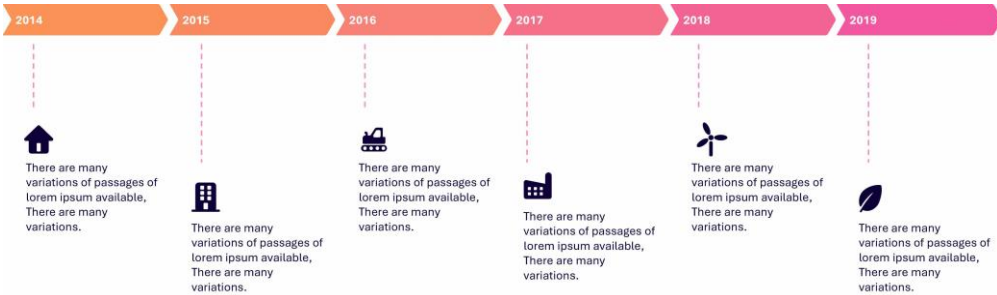 2014
2015
2016
2017
2018
2019
There are many
variations of passages of
lorem ipsum available,
There are many
variations.
There are many
variations of passages of
lorem ipsum available,
There are many
variations.
There are many
variations of passages of
lorem ipsum available,
There are many
variations.
There are many
variations of passages of
lorem ipsum available,
There are many
variations.
There are many
variations of passages of
lorem ipsum available,
There are many
variations.
There are many
variations of passages of
lorem ipsum available,
There are many
variations.